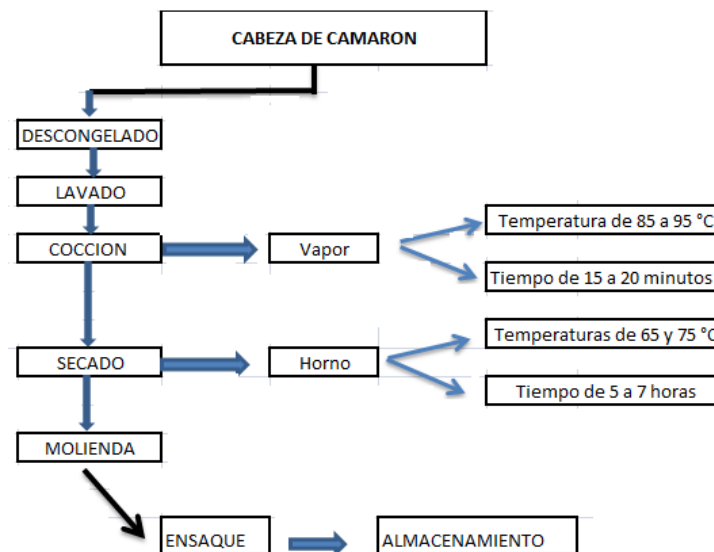 CABEZA DE CAMARON
DESCONGELADO
LAVADO
COCCION
Vapor
Temperatura de 85 a 95 °C
Tiempo de 15 a 20 minutos
SECADO
Horno
Temperaturas de 65 y 75 °C
Tiempo de 5 a 7 horas
MOLIENDA
ENSAQUE
ALMACENAMIENTO